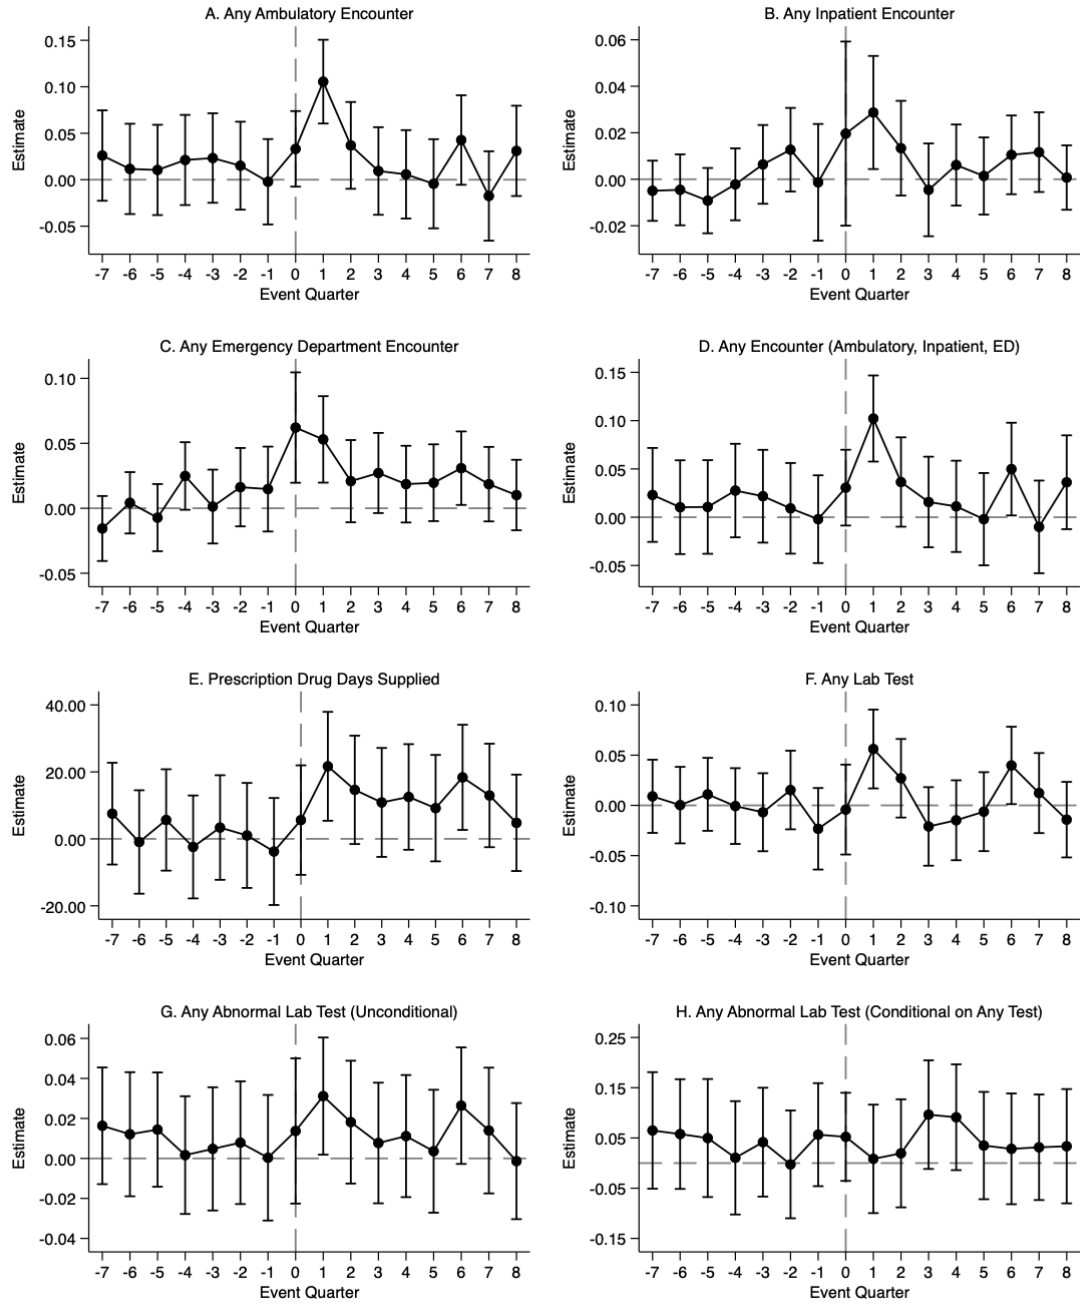 A. Any Ambulatory Encounter
0.15
0.10
0.05
0.00
-0.05
Estimate
-7 -6 -5 -4 -3 -2 -1 0 1 2 3 4 5 6 7 8
Event Quarter
B. Any Inpatient Encounter
0.06
0.04
0.02
0.00
-0.02
Estimate
-7 -6 -5 -4 -3 -2 -1 0 1 2 3 4 5 6 7 8
Event Quarter
C. Any Emergency Department Encounter
0.10
0.05
0.00
-0.05
Estimate
-7 -6 -5 -4 -3 -2 -1 0 1 2 3 4 5 6 7 8
Event Quarter
D. Any Encounter (Ambulatory, Inpatient, ED)
0.15
0.10
0.05
0.00
-0.05
Estimate
-7 -6 -5 -4 -3 -2 -1 0 1 2 3 4 5 6 7 8
Event Quarter
E. Prescription Drug Days Supplied
40.00
20.00
0.00
-20.00
Estimate
-7 -6 -5 -4 -3 -2 -1 0 1 2 3 4 5 6 7 8
Event Quarter
F. Any Lab Test
0.10
0.05
0.00
-0.05
-0.10
Estimate
-7 -6 -5 -4 -3 -2 -1 0 1 2 3 4 5 6 7 8
Event Quarter
G. Any Abnormal Lab Test (Unconditional)
0.06
0.04
0.02
0.00
-0.02
-0.04
Estimate
-7 -6 -5 -4 -3 -2 -1 0 1 2 3 4 5 6 7 8
Event Quarter
H. Any Abnormal Lab Test (Conditional on Any Test)
0.25
0.15
0.05
-0.05
-0.15
Estimate
-7 -6 -5 -4 -3 -2 -1 0 1 2 3 4 5 6 7 8
Event Quarter